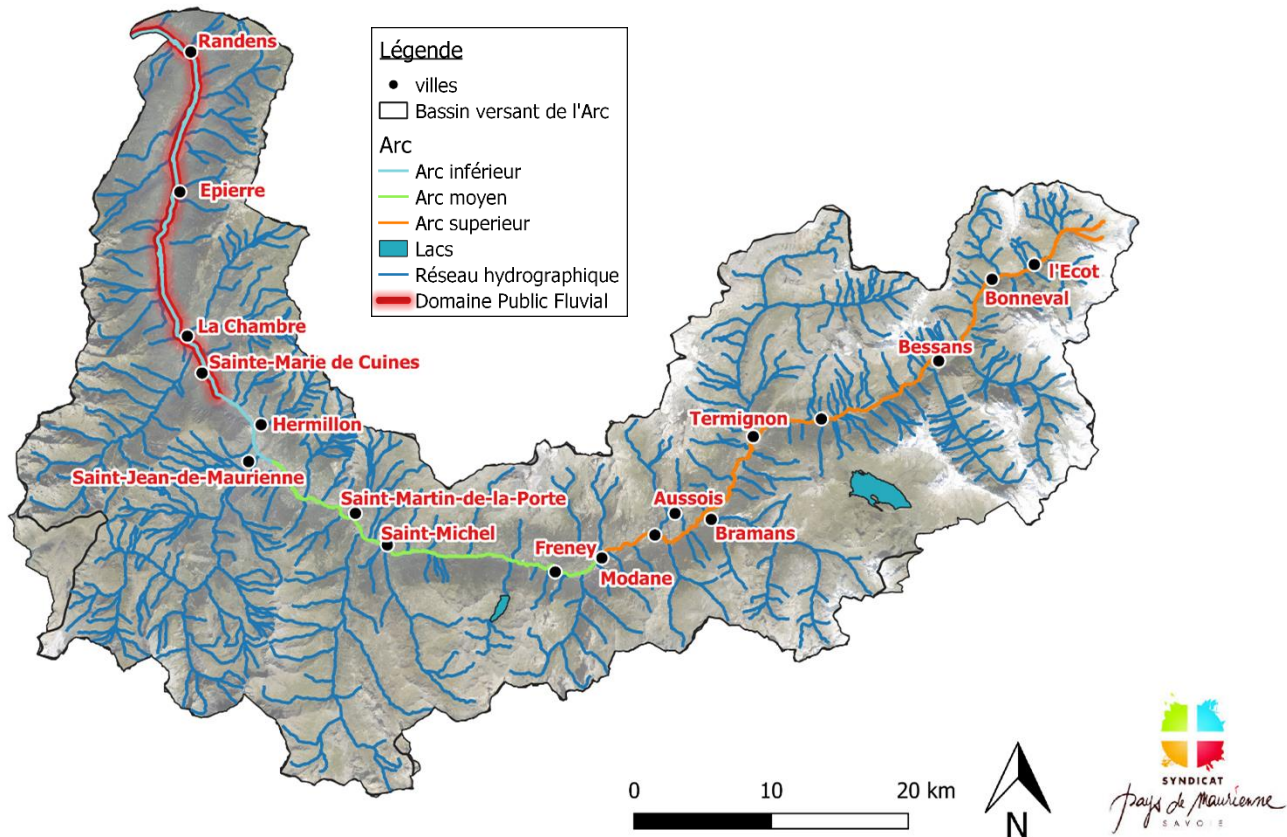 Randens
Légende
villes
Bassin versant de l'Arc
Arc
Arc inférieur
Arc moyen
Arc superieur
Lacs
Réseau hydrographique
Domaine Public Fluvial
Epierre
l'Ecot
Bonneval
La Chambre
Bessans
Sainte-Marie de Cuines
Hermillon
Termignon
Saint-Jean-de-Maurienne
Saint-Martin-de-la-Porte
Aussois
Saint-Michel
Bramans
Freney
Modane
0 10 20 km
N
SYNDICAT
Pays de Maurienne
SAVOIE